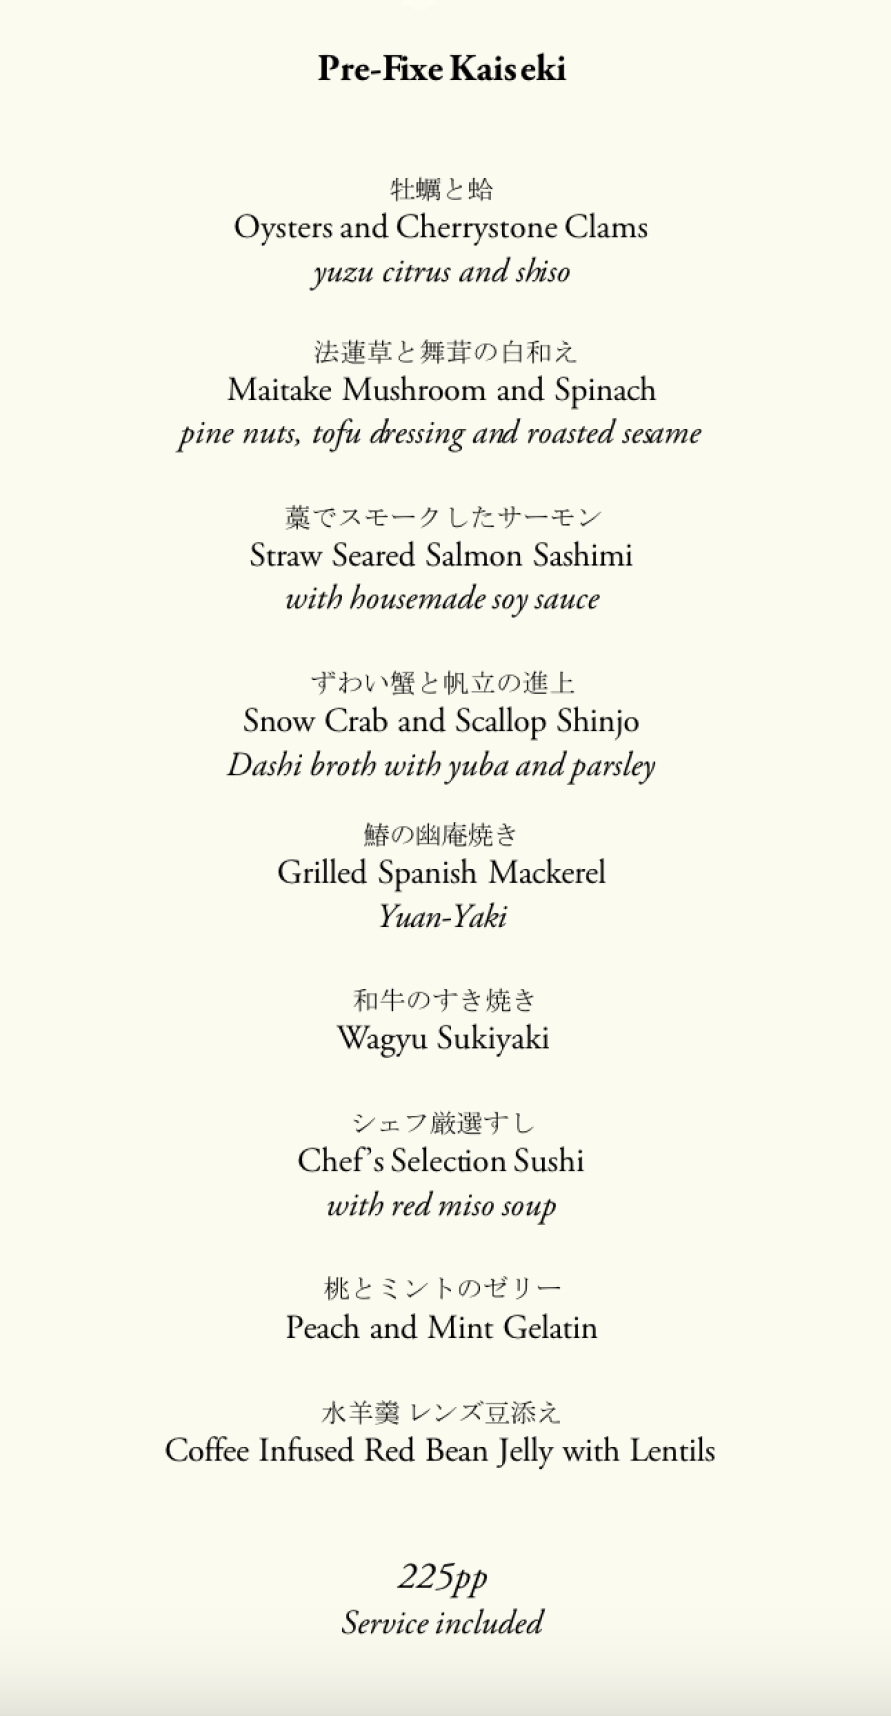 Pre-Fixe Kaiseki
牡蠣と蛤
Oysters and Cherrystone Clams
yuzu citrus and shiso
法蓮草と舞茸の白和え
Maitake Mushroom and Spinach
pine nuts, tofu dressing and roasted sesame
藁でスモークしたサーモン
Straw Seared Salmon Sashimi
with housemade soy sauce
ずわい蟹と帆立の進上
Snow Crab and Scallop Shinjo
Dashi broth with yuba and parsley
鰆の幽庵焼き
Grilled Spanish Mackerel
Yuan-Yaki
和牛のすき焼き
Wagyu Sukiyaki
シェフ厳選すし
Chef’s Selection Sushi
with red miso soup
桃とミントのゼリー
Peach and Mint Gelatin
水羊羹 レンズ豆添え
Coffee Infused Red Bean Jelly with Lentils
225pp
Service included